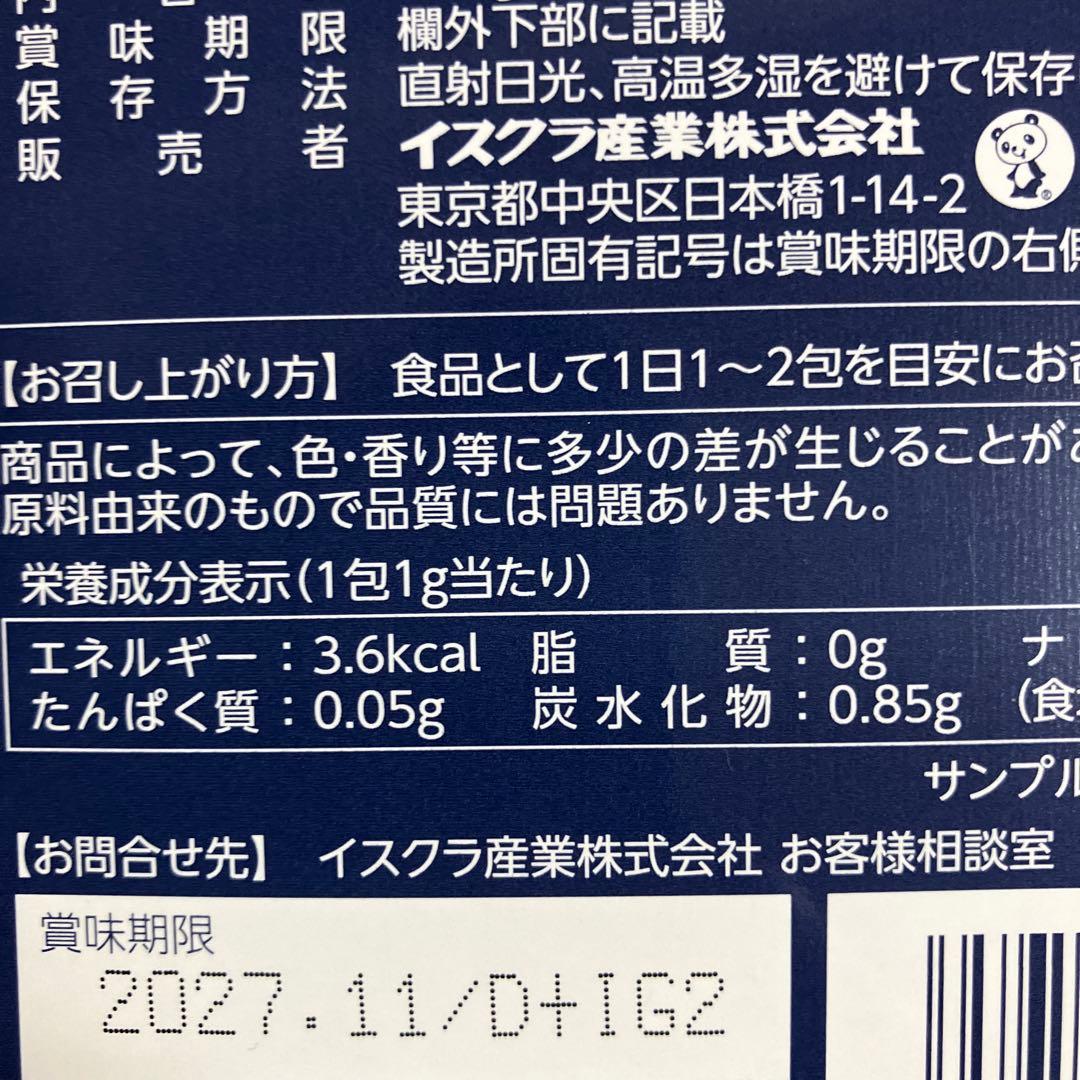 賞味期限 欄外下部に記載
保存方法 直射日光、高温多湿を避けて保存
販売者 イスクラ産業株式会社
東京都中央区日本橋1-14-2
製造所固有記号は賞味期限の右側
【お召し上がり方】 食品として1日1〜2包を目安にお召
商品によって、色・香り等に多少の差が生じることがあ
原料由来のもので品質には問題ありません。
栄養成分表示(1包1g当たり)
エネルギー:3.6kcal 脂質:0g ナ
たんぱく質:0.05g 炭水化物:0.85g (食
サンプル
【お問合せ先】 イスクラ産業株式会社 お客様相談室
賞味期限
2027.11/D+IG2